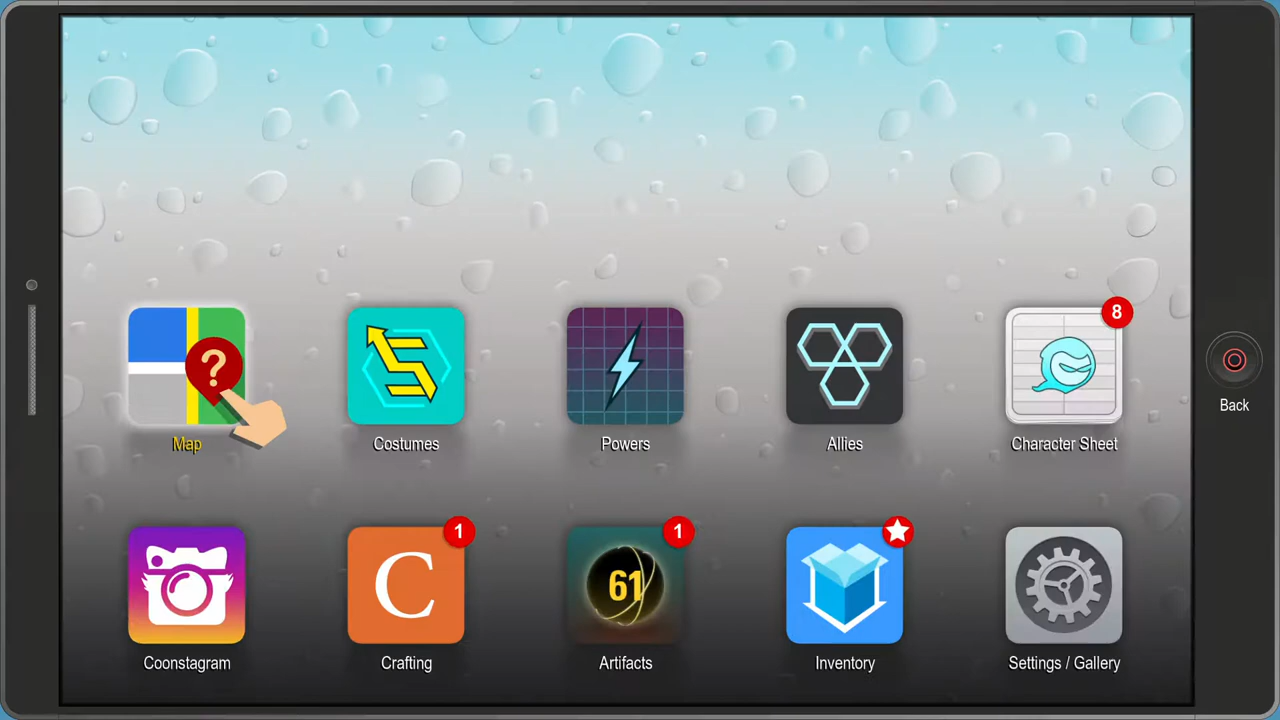 ?
Map
Costumes
Powers
Allies
8
Character Sheet
Back
Coonstagram
1
C
Crafting
1
61
Artifacts
Inventory
Settings / Gallery